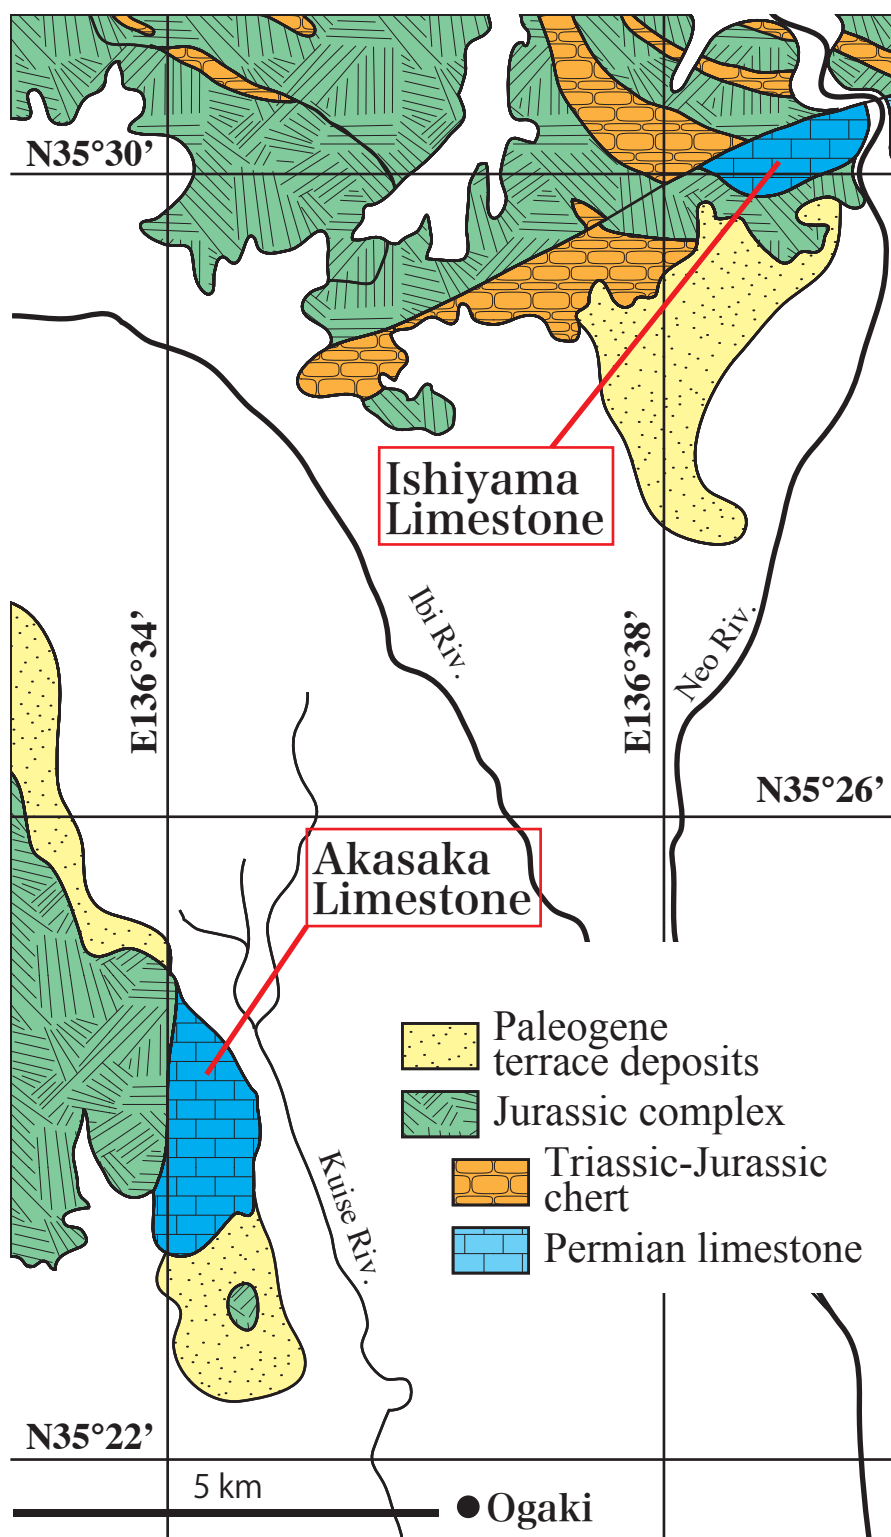 N35°30’
Ishiyama
Limestone
Ibi Riv.
Neo Riv.
E136°34’
E136°38’
N35°26’
Akasaka
Limestone
Paleogene
terrace deposits
Jurassic complex
Triassic-Jurassic
chert
Permian limestone
Kuise Riv.
N35°22’
5 km
Ogaki